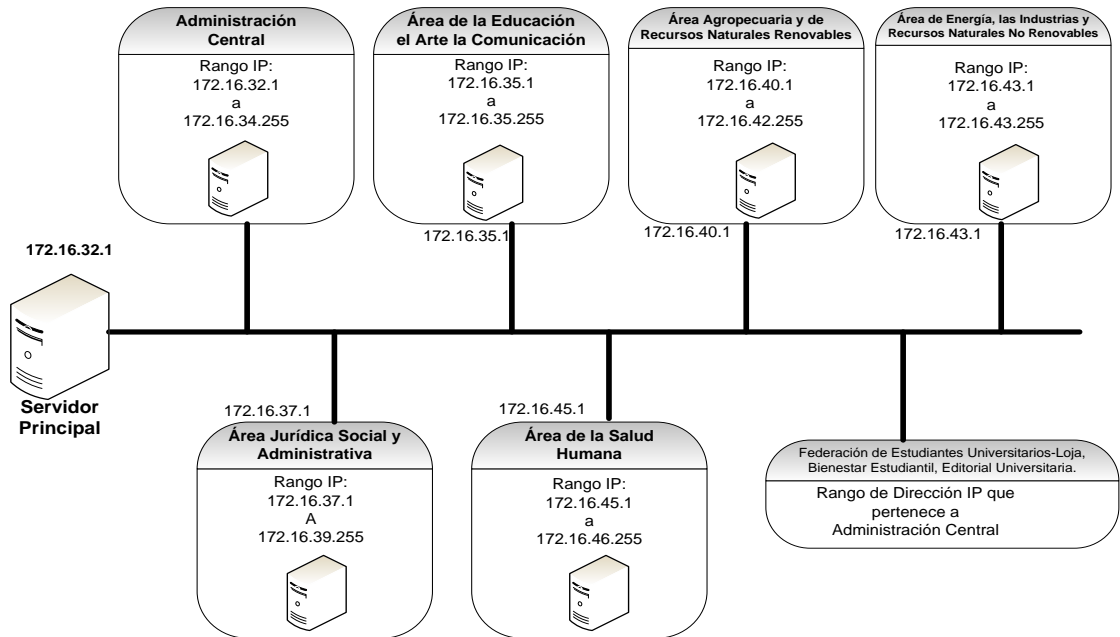 Administración
Central
Rango IP:
172.16.32.1
a
172.16.34.255
Área de la Educación
el Arte la Comunicación
Rango IP:
172.16.35.1
a
172.16.35.255
Área Agropecuaria y de
Recursos Naturales Renovables
Rango IP:
172.16.40.1
a
172.16.42.255
Área de Energía, las Industrias y
Recursos Naturales No Renovables
Rango IP:
172.16.43.1
a
172.16.43.255
172.16.35.1
172.16.40.1
172.16.43.1
172.16.32.1
Servidor
Principal
172.16.37.1
Área Jurídica Social y
Administrativa
Rango IP:
172.16.37.1
A
172.16.39.255
172.16.45.1
Área de la Salud
Humana
Rango IP:
172.16.45.1
a
172.16.46.255
Federación de Estudiantes Universitarios-Loja,
Bienestar Estudiantil, Editorial Universitaria.
Rango de Dirección IP que
pertenece a
Administración Central